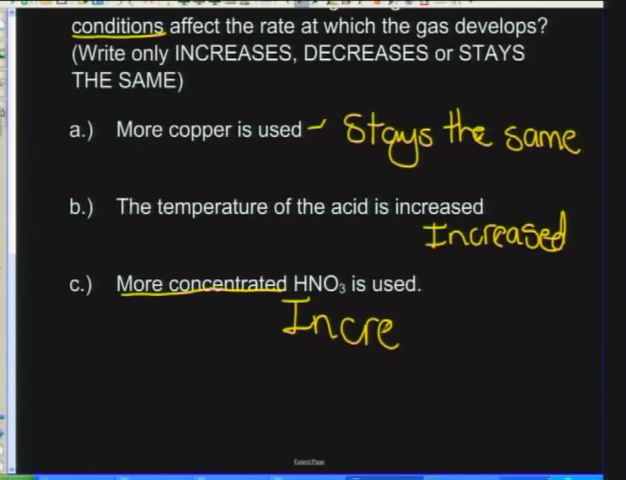 conditions affect the rate at which the gas develops?
(Write only INCREASES, DECREASES or STAYS
THE SAME)
a.) More copper is used - Stays the same
b.) The temperature of the acid is increased
Increased
c.) More concentrated HNO₃ is used.
Incre
Extend Page